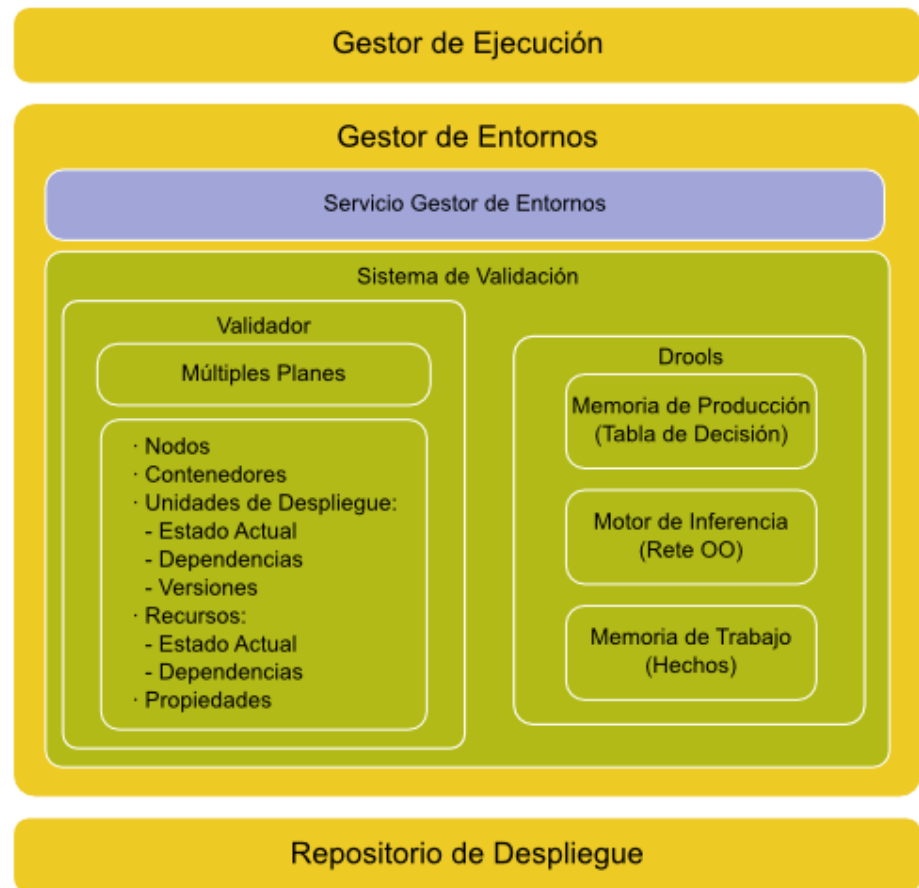 Gestor de Ejecución
Gestor de Entornos
Servicio Gestor de Entornos
Sistema de Validación
Validador
Múltiples Planes
· Nodos
· Contenedores
· Unidades de Despliegue:
- Estado Actual
- Dependencias
- Versiones
· Recursos:
- Estado Actual
- Dependencias
· Propiedades
Drools
Memoria de Producción
(Tabla de Decisión)
Motor de Inferencia
(Rete OO)
Memoria de Trabajo
(Hechos)
Repositorio de Despliegue